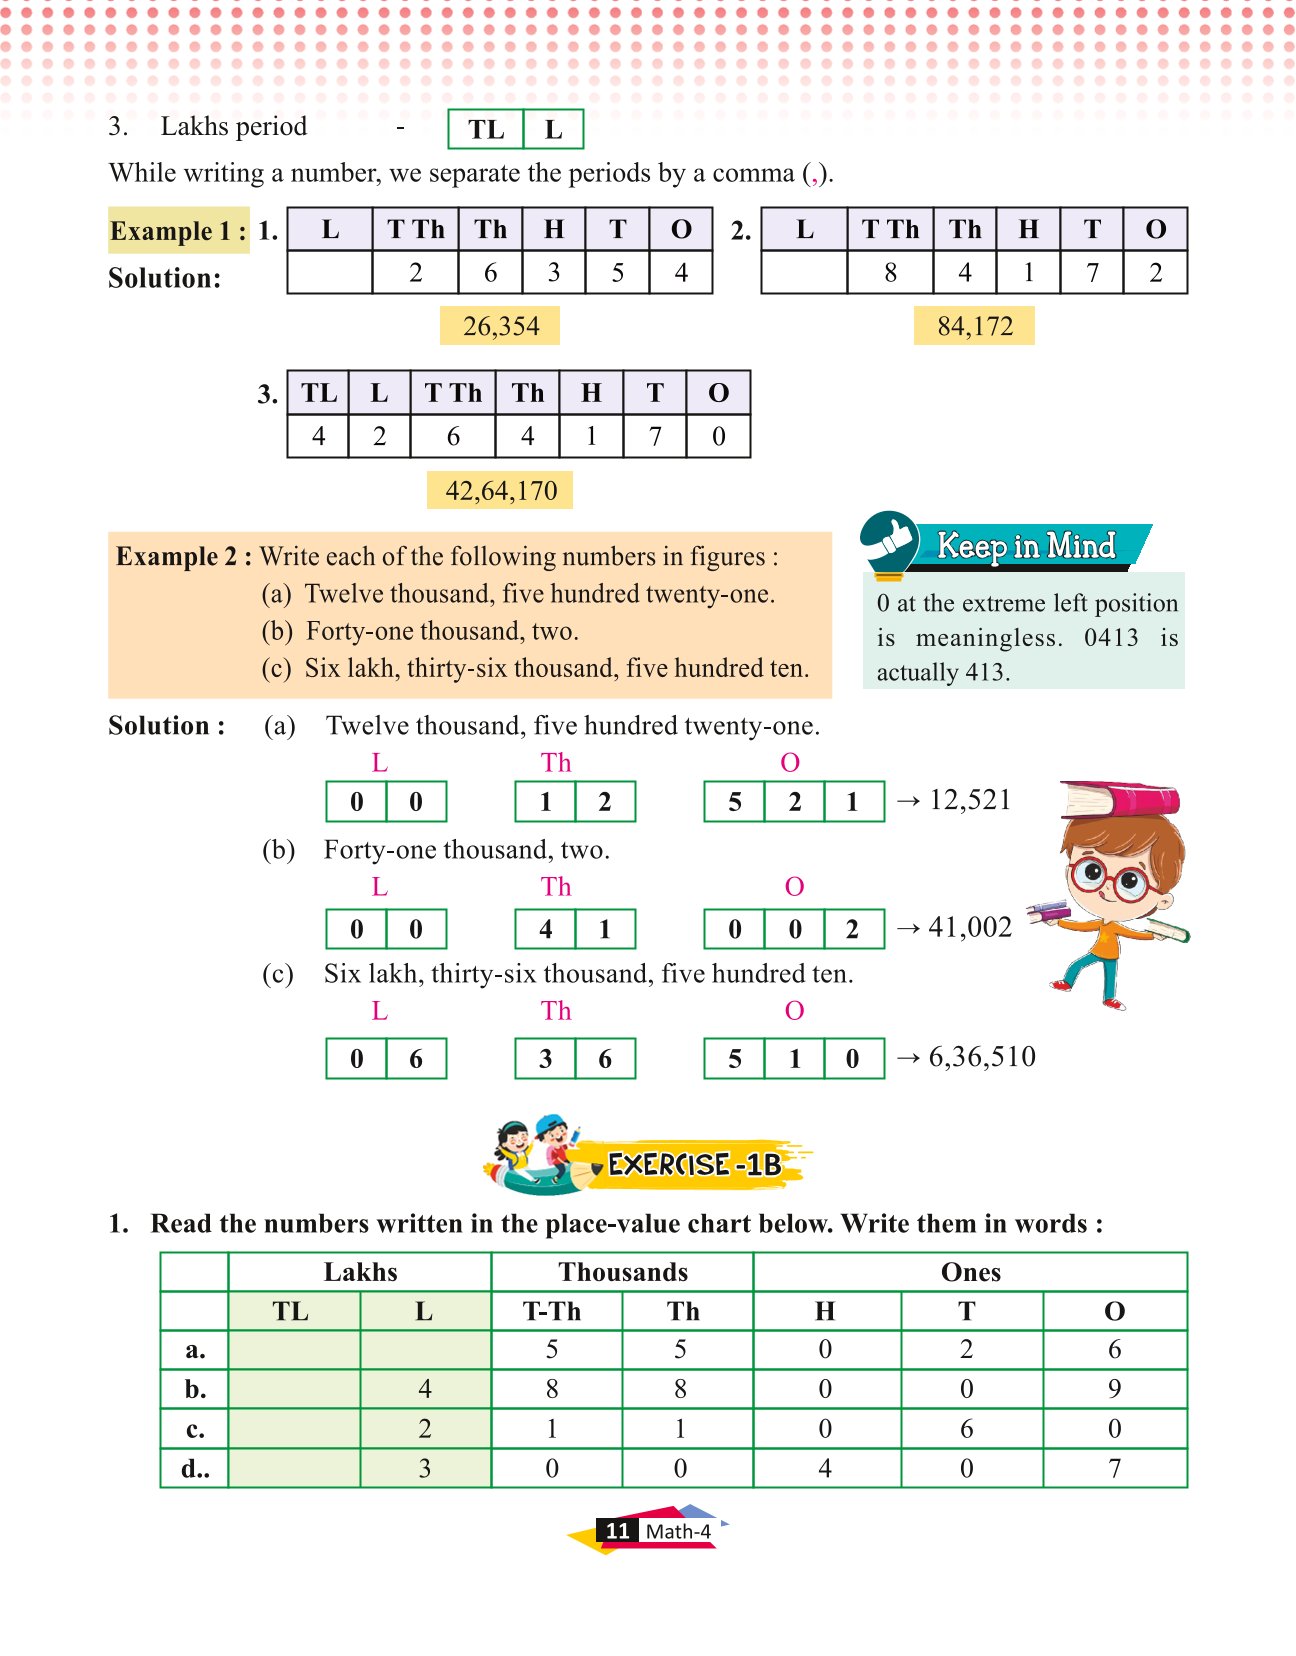 3. Lakhs period - TL L
While writing a number, we separate the periods by a comma (,).
Example 1 : 1. L T Th Th H T O 2. L T Th Th H T O
Solution: 2 6 3 5 4 8 4 1 7 2
26,354 84,172
3. TL L T Th Th H T O
4 2 6 4 1 7 0
42,64,170
Example 2 : Write each of the following numbers in figures :
(a) Twelve thousand, five hundred twenty-one.
(b) Forty-one thousand, two.
(c) Six lakh, thirty-six thousand, five hundred ten.
Keep in Mind
0 at the extreme left position
is meaningless. 0413 is
actually 413.
Solution : (a) Twelve thousand, five hundred twenty-one.
L Th O
0 0 1 2 5 2 1 → 12,521
(b) Forty-one thousand, two.
L Th O
0 0 4 1 0 0 2 → 41,002
(c) Six lakh, thirty-six thousand, five hundred ten.
L Th O
0 6 3 6 5 1 0 → 6,36,510
EXERCISE -1B
1. Read the numbers written in the place-value chart below. Write them in words :
Lakhs Thousands Ones
TL L T-Th Th H T O
a. 5 5 0 2 6
b. 4 8 8 0 0 9
c. 2 1 1 0 6 0
d.. 3 0 0 4 0 7
11 Math-4